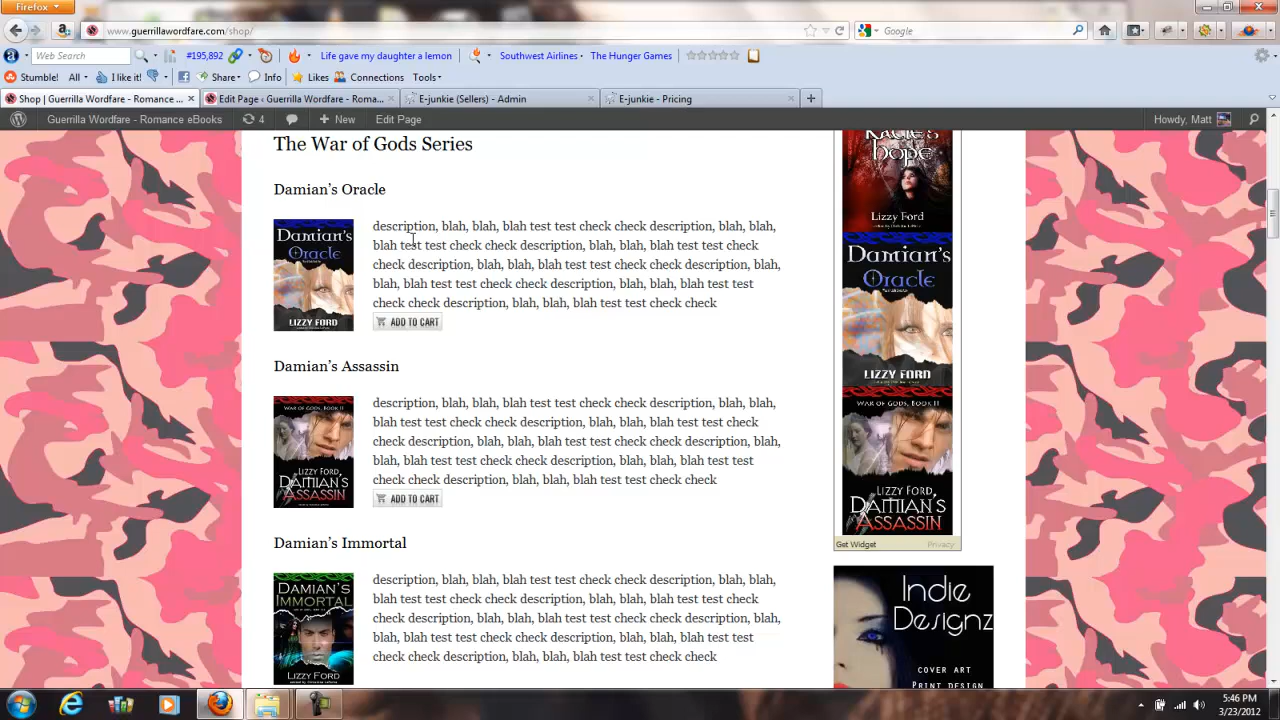 Firefox
www.guerrillawordfare.com/shop/
Google
Web Search
#195,892
Life gave my daughter a lemon
Southwest Airlines
The Hunger Games
Stumble!
All
I like it!
Share
Info
Likes
Connections
Tools
Shop | Guerrilla Wordfare - Romance ...
Edit Page ‹ Guerrilla Wordfare - Roma...
E-junkie (Sellers) - Admin
E-junkie - Pricing
Guerrilla Wordfare - Romance eBooks
4
New
Edit Page
Howdy, Matt
The War of Gods Series
Damian's Oracle
Damian's
Oracle
LIZZY FORD
description, blah, blah, blah test test check check description, blah, blah,
blah test test check check description, blah, blah, blah test test check
check description, blah, blah, blah test test check check description, blah,
blah, blah test test check check description, blah, blah, blah test test
check check description, blah, blah, blah test test check check
ADD TO CART
Damian's Assassin
WAR OF GODS, BOOK II
LIZZY FORD
DAMIAN'S
ASSASSIN
description, blah, blah, blah test test check check description, blah, blah,
blah test test check check description, blah, blah, blah test test check
check description, blah, blah, blah test test check check description, blah,
blah, blah test test check check description, blah, blah, blah test test
check check description, blah, blah, blah test test check check
ADD TO CART
Damian's Immortal
DAMIAN'S
IMMORTAL
LIZZY FORD
description, blah, blah, blah test test check check description, blah, blah,
blah test test check check description, blah, blah, blah test test check
check description, blah, blah, blah test test check check description, blah,
blah, blah test test check check description, blah, blah, blah test test
check check description, blah, blah, blah test test check check
KATIE'S
hope
Lizzy Ford
Damian's
Oracle
LIZZY FORD
WAR OF GODS, BOOK II
LIZZY FORD,
DAMIAN'S
ASSASSIN
Get Widget
Privacy
Indie
Designz
COVER ART
PRINT DESIGN
5:46 PM
3/23/2012